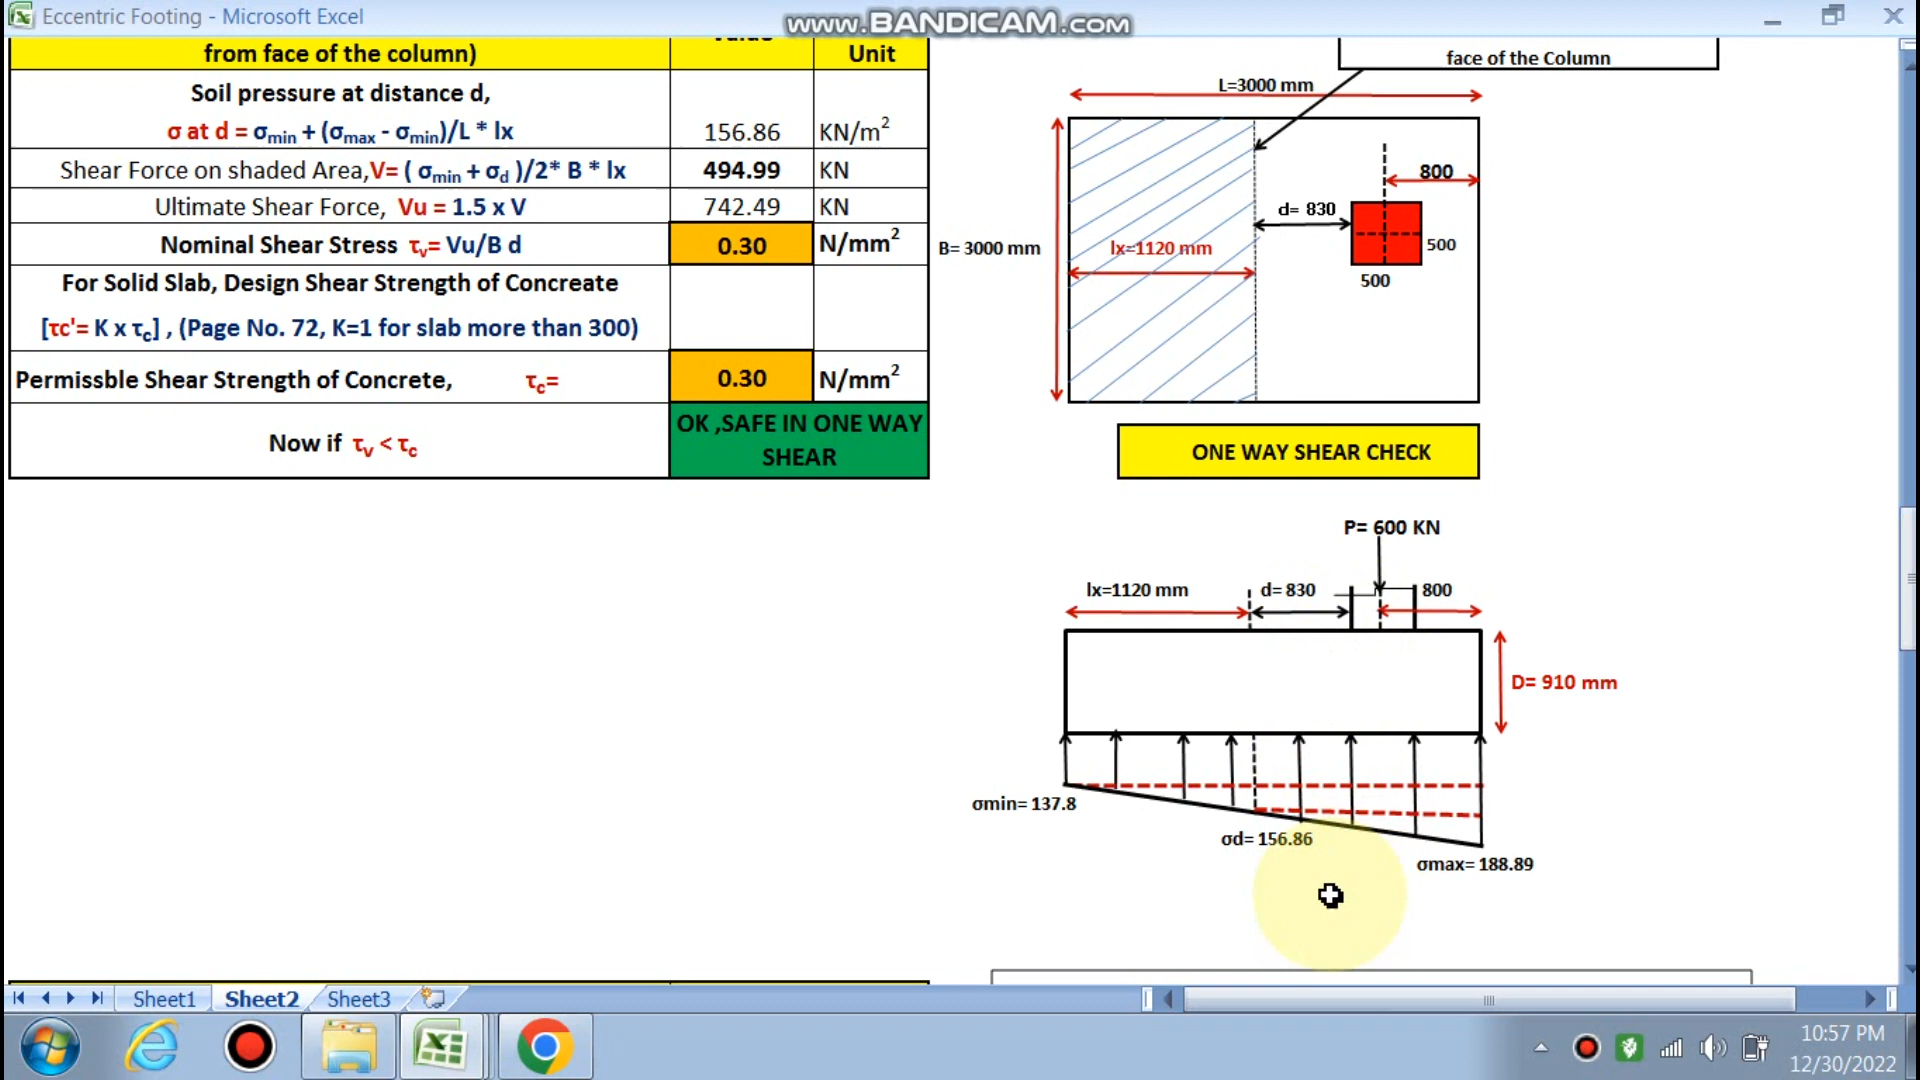 Eccentric Footing - Microsoft Excel
www.BANDICAM.com
from face of the column)
Unit
face of the Column
Soil pressure at distance d,
σ at d = σmin + (σmax - σmin)/L * lx
156.86
KN/m2
Shear Force on shaded Area,V= ( σmin + σd )/2* B * lx
494.99
KN
Ultimate Shear Force, Vu = 1.5 x V
742.49
KN
Nominal Shear Stress τv= Vu/B d
0.30
N/mm2
For Solid Slab, Design Shear Strength of Concreate
[τc'= K x τc] , (Page No. 72, K=1 for slab more than 300)
Permissble Shear Strength of Concrete, τc=
0.30
N/mm2
Now if τv < τc
OK ,SAFE IN ONE WAY
SHEAR
L=3000 mm
800
d= 830
B= 3000 mm
lx=1120 mm
500
500
ONE WAY SHEAR CHECK
P= 600 KN
lx=1120 mm
d= 830
800
D= 910 mm
σmin= 137.8
σd= 156.86
σmax= 188.89
Sheet1
Sheet2
Sheet3
10:57 PM
12/30/2022